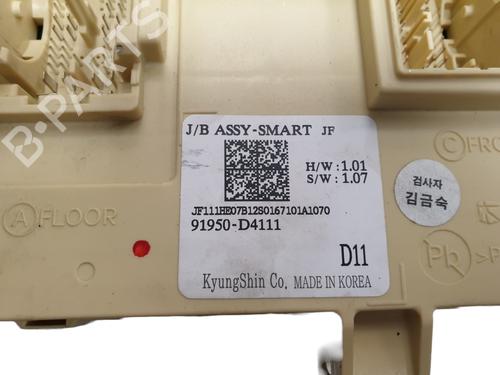 J/B ASSY-SMART JF
H/W : 1.01
S/W : 1.07
JF111HE07B12S0167101A1070
91950-D4111
D11
KyungShin Co. MADE IN KOREA
A FLOOR
C FRO
검사자
김금숙
Pb
>P
B-PARTS